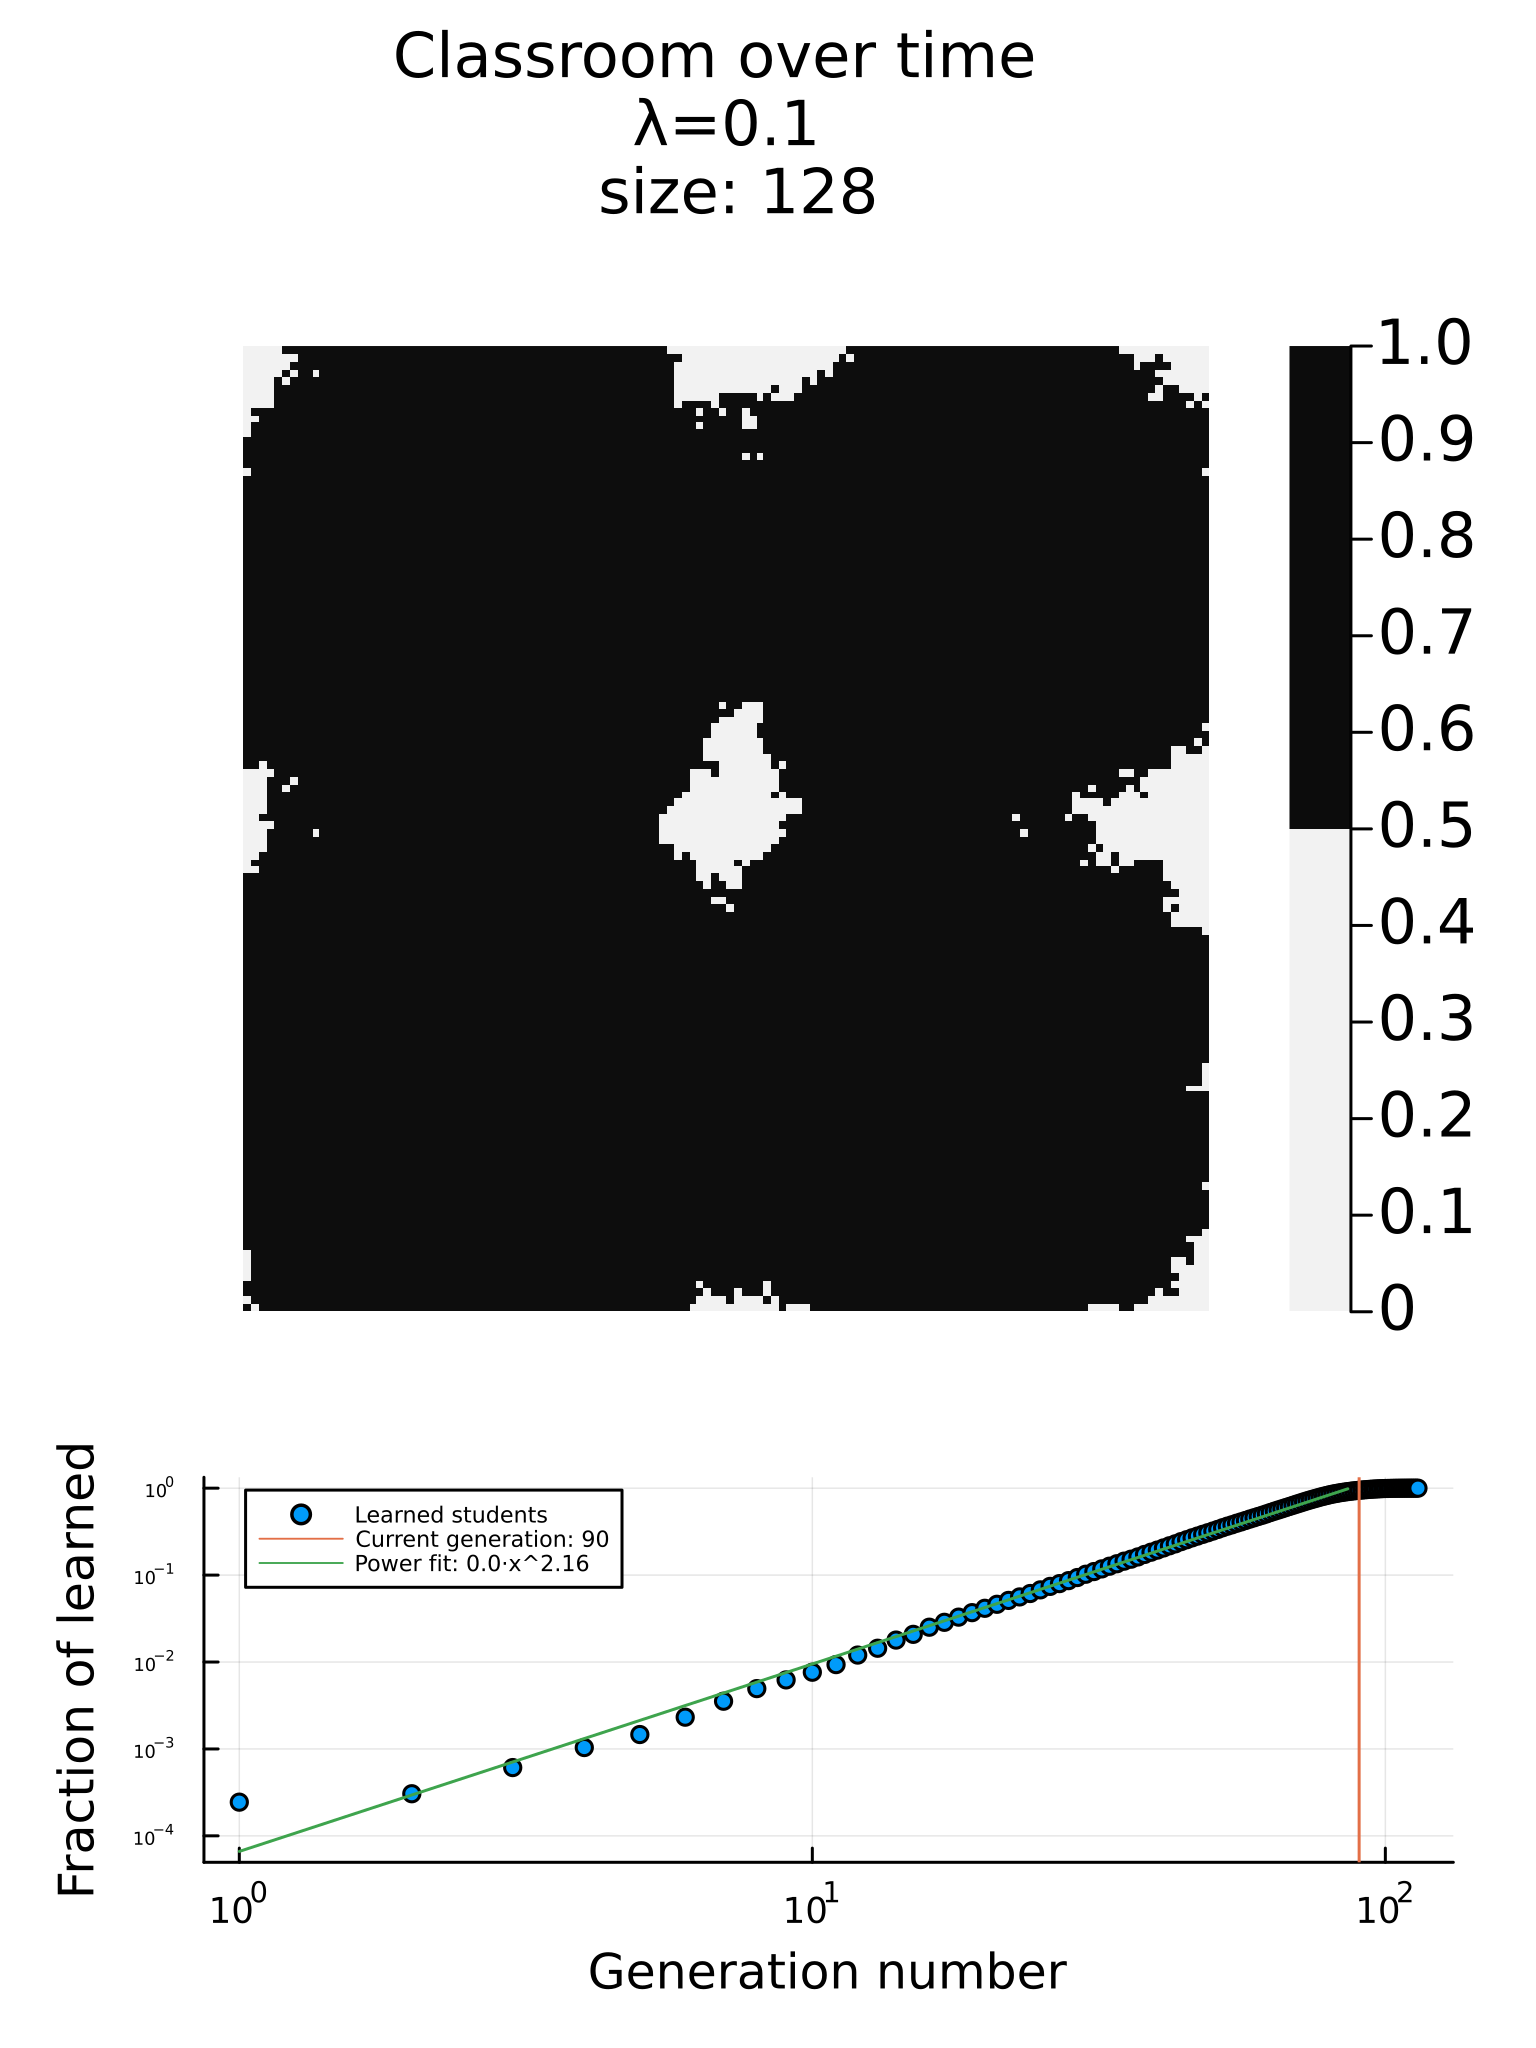 Classroom over time
λ=0.1
size: 128
1.0
0.9
0.8
0.7
0.6
0.5
0.4
0.3
0.2
0.1
0
Fraction of learned
10^0
10^-1
10^-2
10^-3
10^-4
Learned students
Current generation: 90
Power fit: 0.0·x^2.16
10^0
10^1
10^2
Generation number